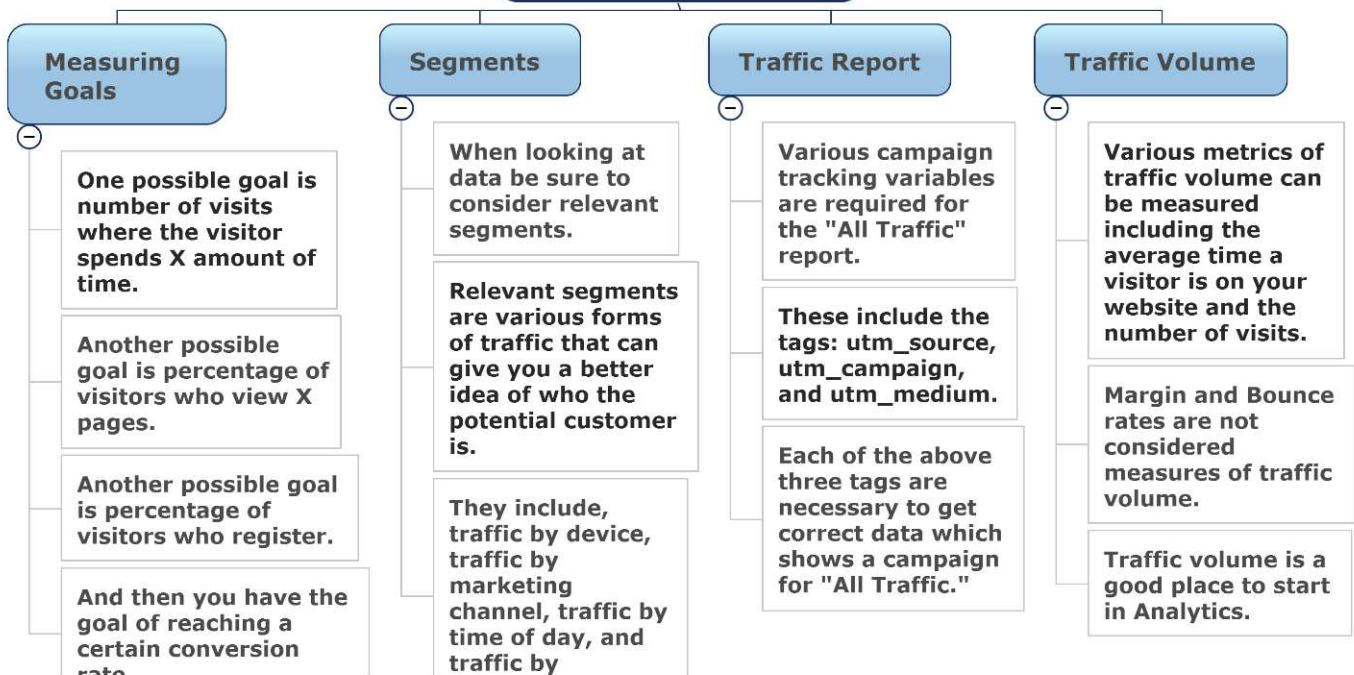 Measuring
Goals
One possible goal is
number of visits
where the visitor
spends X amount of
time.
Another possible
goal is percentage of
visitors who view X
pages.
Another possible goal
is percentage of
visitors who register.
And then you have the
goal of reaching a
certain conversion
rate
Segments
When looking at
data be sure to
consider relevant
segments.
Relevant segments
are various forms
of traffic that can
give you a better
idea of who the
potential customer
is.
They include,
traffic by device,
traffic by
marketing
channel, traffic by
time of day, and
traffic by
Traffic Report
Various campaign
tracking variables
are required for
the "All Traffic"
report.
These include the
tags: utm_source,
utm_campaign,
and utm_medium.
Each of the above
three tags are
necessary to get
correct data which
shows a campaign
for "All Traffic."
Traffic Volume
Various metrics of
traffic volume can
be measured
including the
average time a
visitor is on your
website and the
number of visits.
Margin and Bounce
rates are not
considered
measures of traffic
volume.
Traffic volume is a
good place to start
in Analytics.